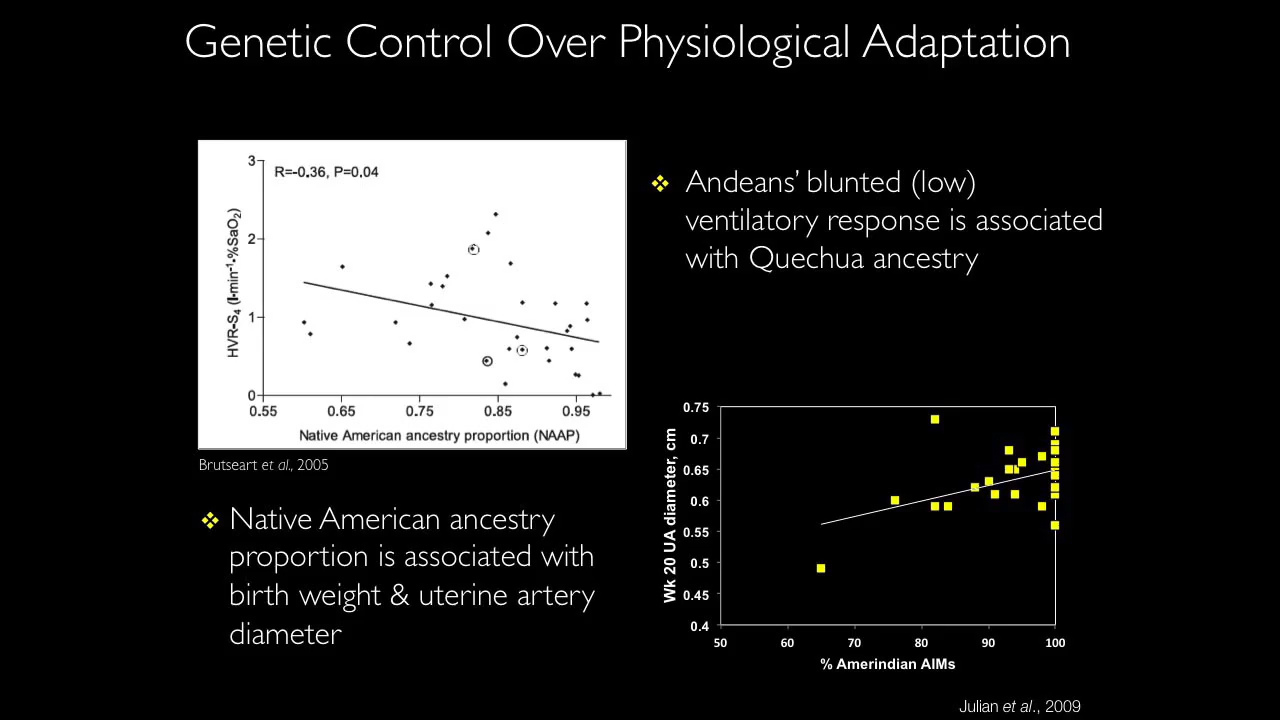 Genetic Control Over Physiological Adaptation
R=-0.36, P=0.04
HVR-S4 (l·min-1·%SaO2)
3
2
1
0
0.55 0.65 0.75 0.85 0.95
Native American ancestry proportion (NAAP)
Brutseart et al., 2005
❖ Andeans’ blunted (low)
ventilatory response is associated
with Quechua ancestry
❖ Native American ancestry
proportion is associated with
birth weight & uterine artery
diameter
Wk 20 UA diameter, cm
0.75
0.7
0.65
0.6
0.55
0.5
0.45
0.4
50 60 70 80 90 100
% Amerindian AIMs
Julian et al., 2009